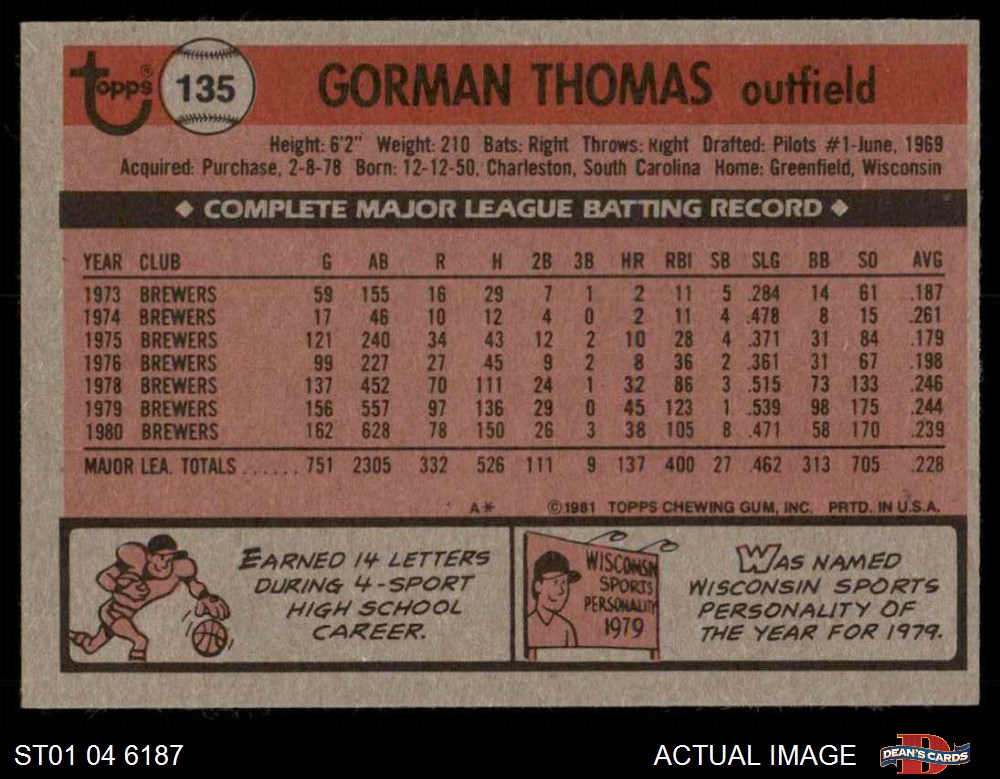 Topps® 135 GORMAN THOMAS outfield
Height: 6'2" Weight: 210 Bats: Right Throws: Right Drafted: Pilots #1-June, 1969
Acquired: Purchase, 2-8-78 Born: 12-12-50, Charleston, South Carolina Home: Greenfield, Wisconsin
◆ COMPLETE MAJOR LEAGUE BATTING RECORD ◆
YEAR CLUB G AB R H 2B 3B HR RBI SB SLG BB SO AVG
1973 BREWERS 59 155 16 29 7 1 2 11 5 .284 14 61 .187
1974 BREWERS 17 46 10 12 4 0 2 11 4 .478 8 15 .261
1975 BREWERS 121 240 34 43 12 2 10 28 4 .371 31 84 .179
1976 BREWERS 99 227 27 45 9 2 8 36 2 .361 31 67 .198
1978 BREWERS 137 452 70 111 24 1 32 86 3 .515 73 133 .246
1979 BREWERS 156 557 97 136 29 0 45 123 1 .539 98 175 .244
1980 BREWERS 162 628 78 150 26 3 38 105 8 .471 58 170 .239
MAJOR LEA. TOTALS ...... 751 2305 332 526 111 9 137 400 27 .462 313 705 .228
A* ©1981 TOPPS CHEWING GUM, INC. PRTD. IN U.S.A.
EARNED 14 LETTERS
DURING 4-SPORT
HIGH SCHOOL
CAREER.
WISCONSIN
SPORTS
PERSONALITY
1979
WAS NAMED
WISCONSIN SPORTS
PERSONALITY OF
THE YEAR FOR 1979.
ST01 04 6187 ACTUAL IMAGE DEAN'S CARDS